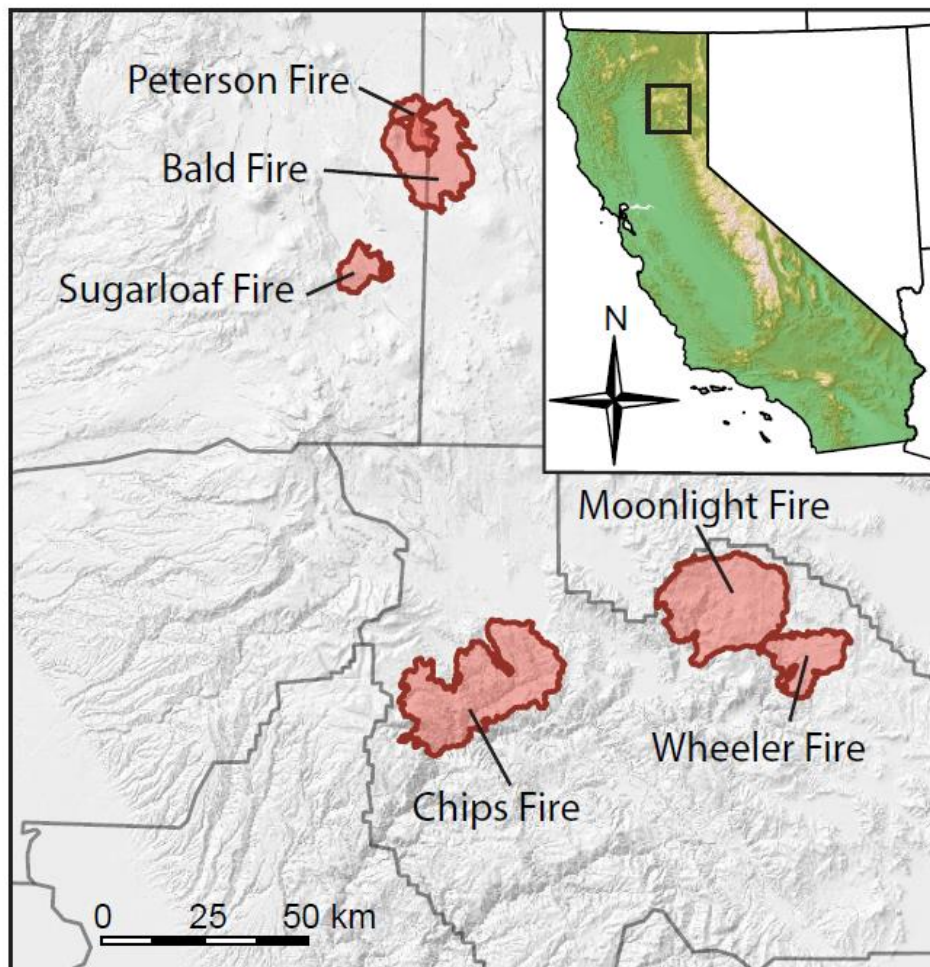 Peterson Fire
Bald Fire
Sugarloaf Fire
N
Moonlight Fire
Wheeler Fire
Chips Fire
0 25 50 km